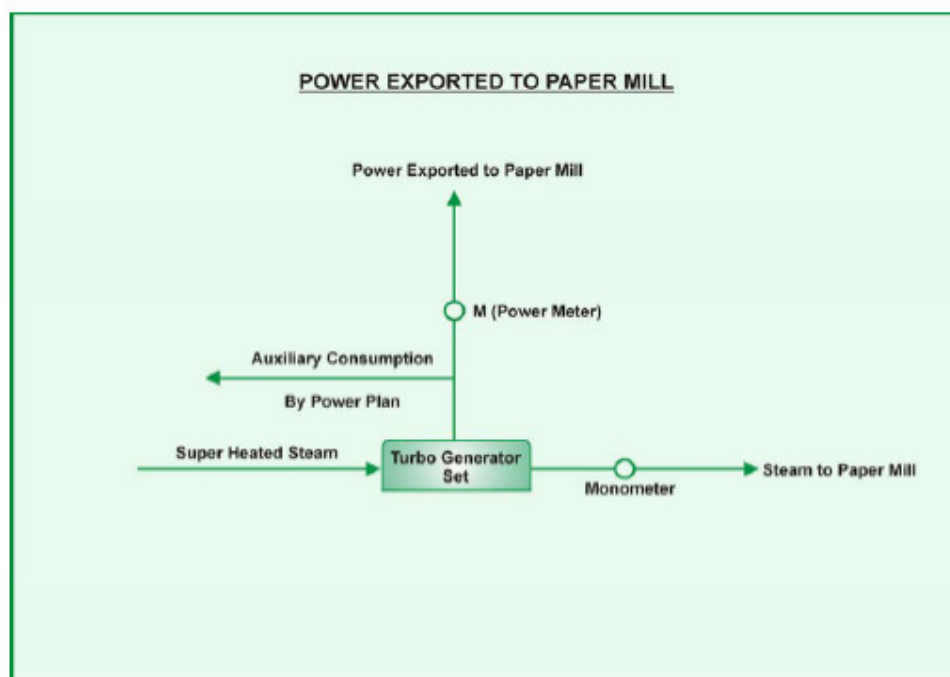 POWER EXPORTED TO PAPER MILL
Power Exported to Paper Mill
M (Power Meter)
Auxiliary Consumption
By Power Plan
Super Heated Steam
Turbo Generator
Set
Monometer
Steam to Paper Mill